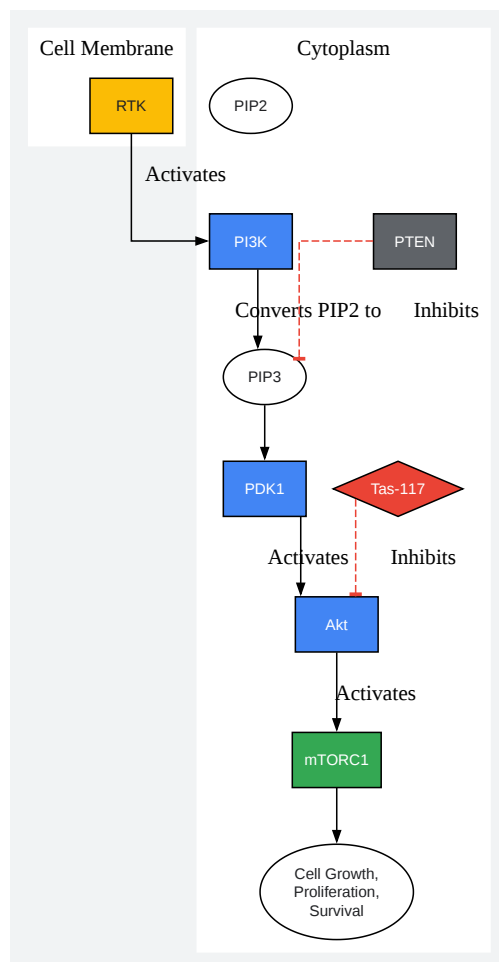 Cell Membrane
Cytoplasm
RTK
PIP2
Activates
PI3K
PTEN
Converts PIP2 to
Inhibits
PIP3
PDK1
Tas-117
Activates
Inhibits
Akt
Activates
mTORC1
Cell Growth,
Proliferation,
Survival